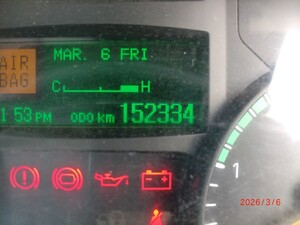 AIR
BAG
MAR. 6 FRI
C H
1:53 PM ODO km 152334
1
2026/3/6